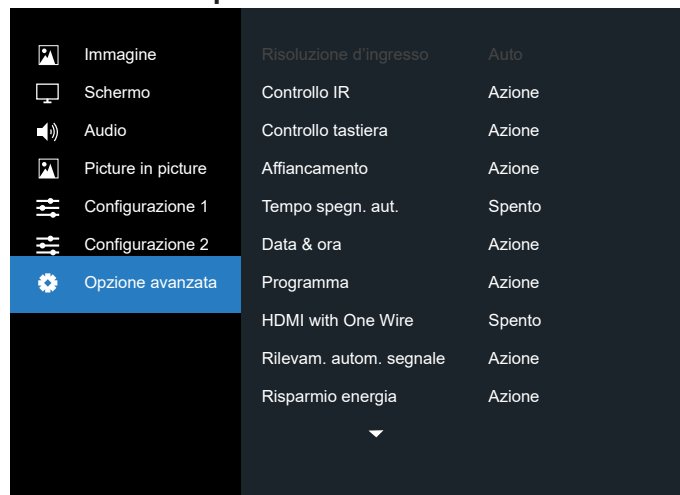 Immagine
Schermo
Audio
Picture in picture
Configurazione 1
Configurazione 2
Opzione avanzata
Risoluzione d'ingresso Auto
Controllo IR Azione
Controllo tastiera Azione
Affiancamento Azione
Tempo spegn. aut. Spento
Data & ora Azione
Programma Azione
HDMI with One Wire Spento
Rilevam. autom. segnale Azione
Risparmio energia Azione